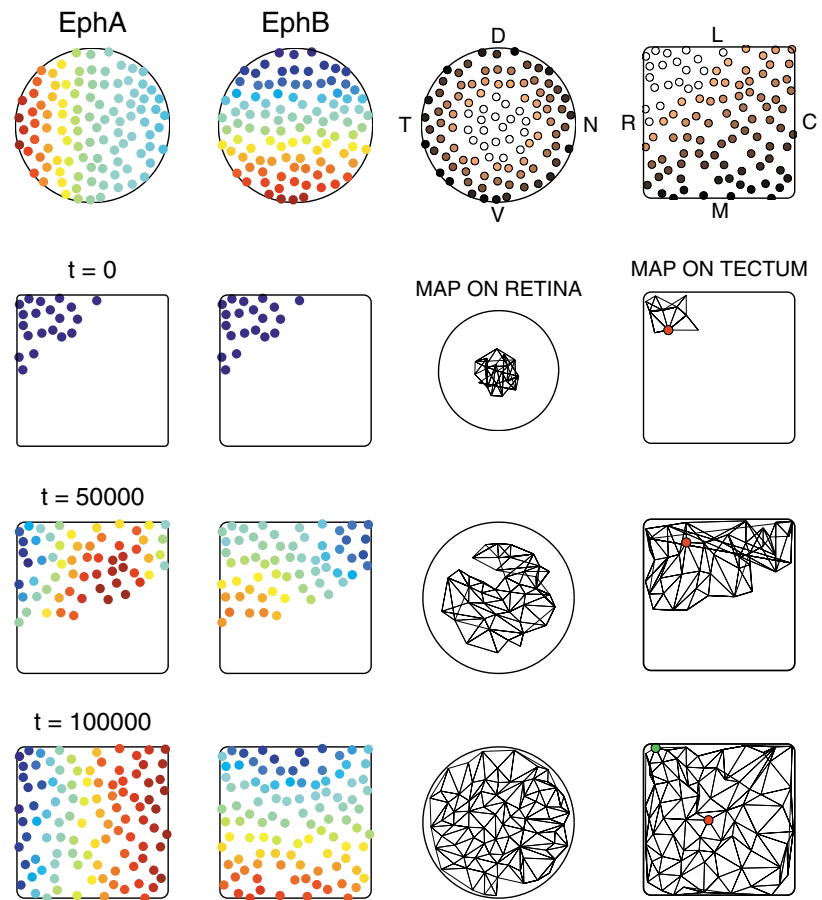 EphA
EphB
D
T
N
V
L
R
C
M
t = 0
MAP ON RETINA
MAP ON TECTUM
t = 50000
t = 100000